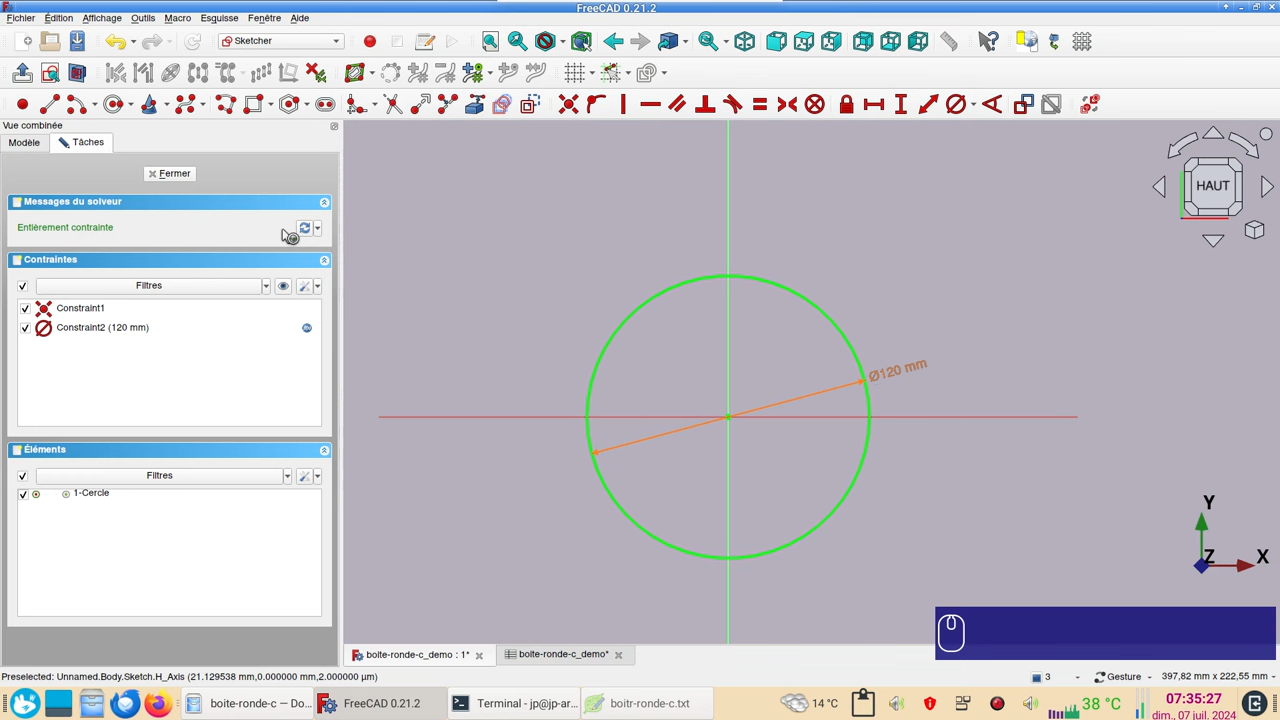 FreeCAD 0.21.2
Fichier Édition Affichage Outils Macro Esquisse Fenêtre Aide
Sketcher
Vue combinée
Modèle Tâches
Fermer
Messages du solveur
Entièrement contrainte
Contraintes
Filtres
Constraint1
Constraint2 (120 mm)
Éléments
Filtres
1-Cercle
Ø120 mm
HAUT
Y
Z X
boite-ronde-c_demo : 1* boite-ronde-c_demo*
Preselected: Unnamed.Body.Sketch.H_Axis (21.129538 mm,0.000000 mm,2.000000 µm) 3 Gesture 397,82 mm x 222,55 mm
boite-ronde-c — Do... FreeCAD 0.21.2 Terminal - jp@jp-ar... boitr-ronde-c.txt 14 °C 38 °C 07:35:27
dim., 07 juil. 2024